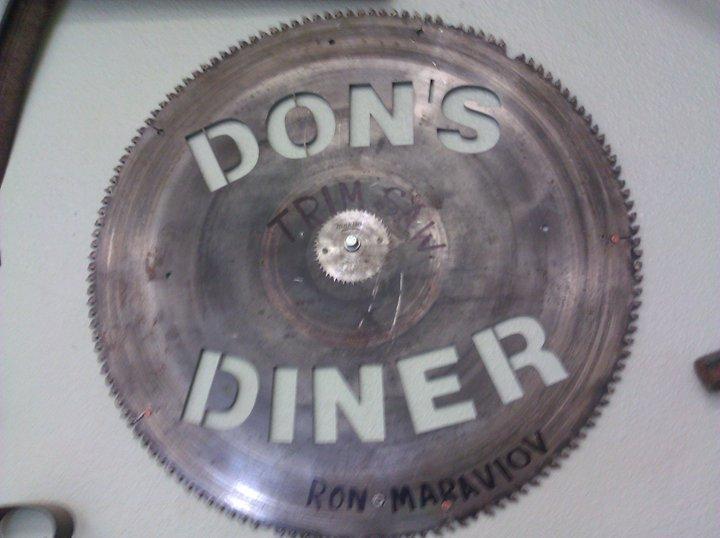 DON'S
TRIM SAW
DINER
RON MARAVIOV